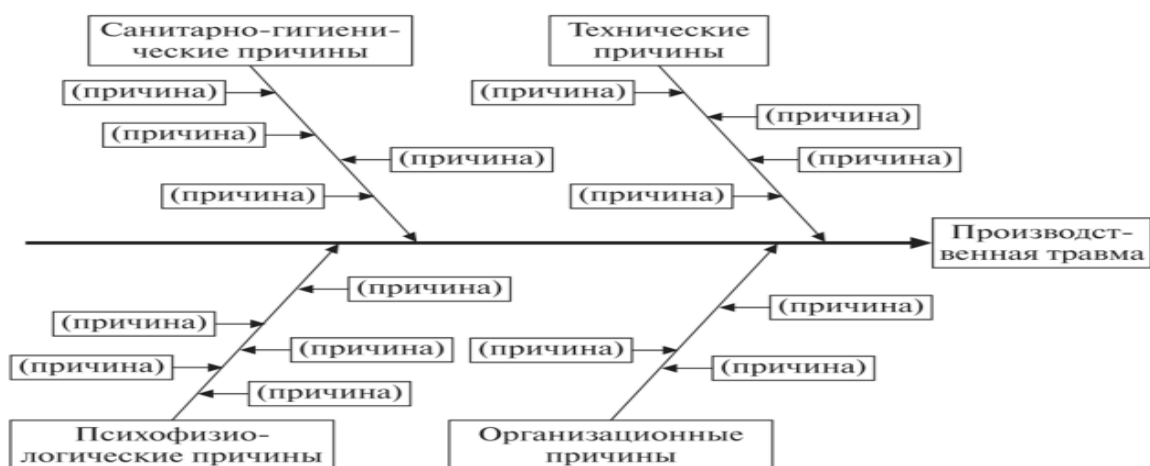 Санитарно-гигиени-
ческие причины
Технические
причины
(причина)
(причина)
(причина)
(причина)
(причина)
(причина)
(причина)
(причина)
Производст-
венная травма
(причина)
(причина)
(причина)
(причина)
(причина)
(причина)
(причина)
(причина)
Психофизио-
логические причины
Организационные
причины